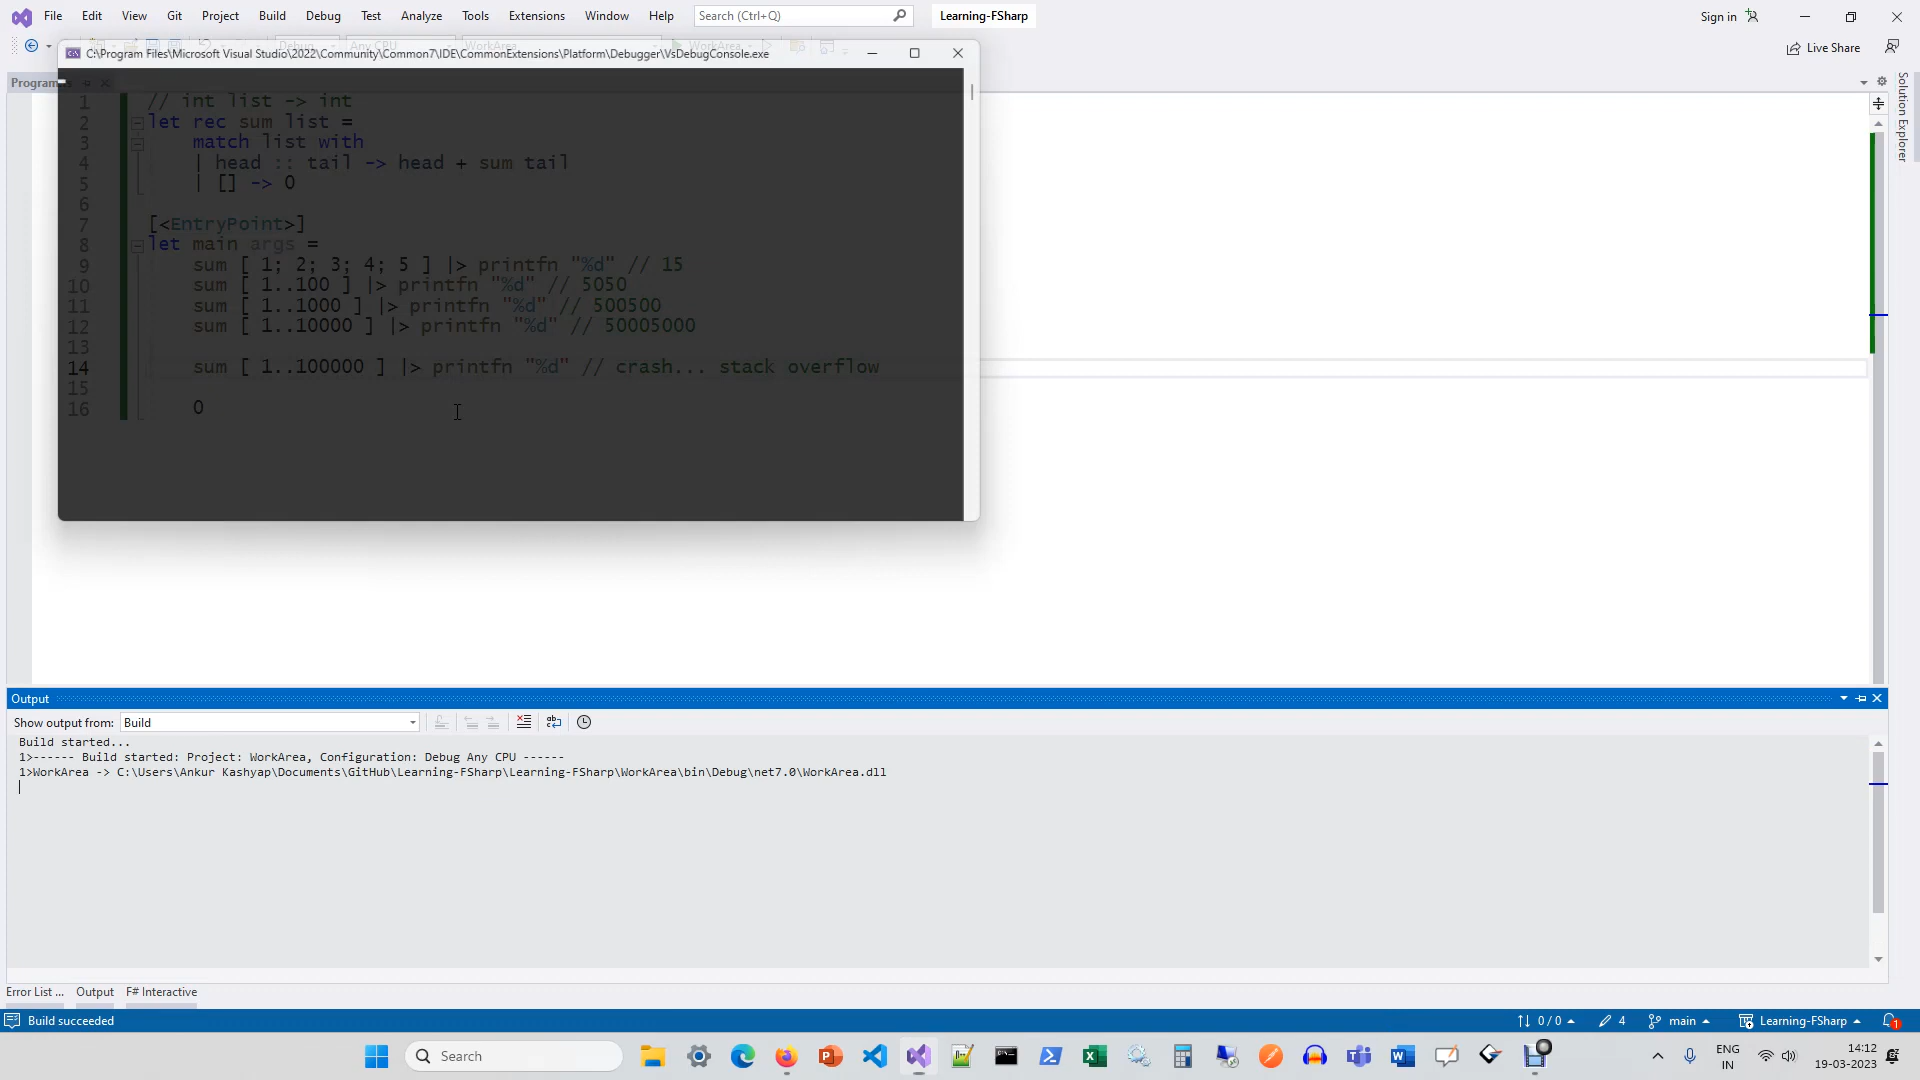 File Edit View Git Project Build Debug Test Analyze Tools Extensions Window Help Search (Ctrl+Q) Learning-FSharp Sign in
Live Share
C:\Program Files\Microsoft Visual Studio\2022\Community\Common7\IDE\CommonExtensions\Platform\Debugger\VsDebugConsole.exe
Program
Solution Explorer
1 // int list -> int
2 let rec sum list =
3 match list with
4 | head :: tail -> head + sum tail
5 | [] -> 0
6
7 [<EntryPoint>]
8 let main args =
9 sum [ 1; 2; 3; 4; 5 ] |> printfn "%d" // 15
10 sum [ 1..100 ] |> printfn "%d" // 5050
11 sum [ 1..1000 ] |> printfn "%d" // 500500
12 sum [ 1..10000 ] |> printfn "%d" // 50005000
13
14 sum [ 1..100000 ] |> printfn "%d" // crash... stack overflow
15
16 0
Output
Show output from: Build
Build started...
1>------ Build started: Project: WorkArea, Configuration: Debug Any CPU ------
1>WorkArea -> C:\Users\Ankur Kashyap\Documents\GitHub\Learning-FSharp\Learning-FSharp\WorkArea\bin\Debug\net7.0\WorkArea.dll
Error List ... Output F# Interactive
Build succeeded 0 / 0 4 main Learning-FSharp 1
Search ENG IN 14:12 19-03-2023